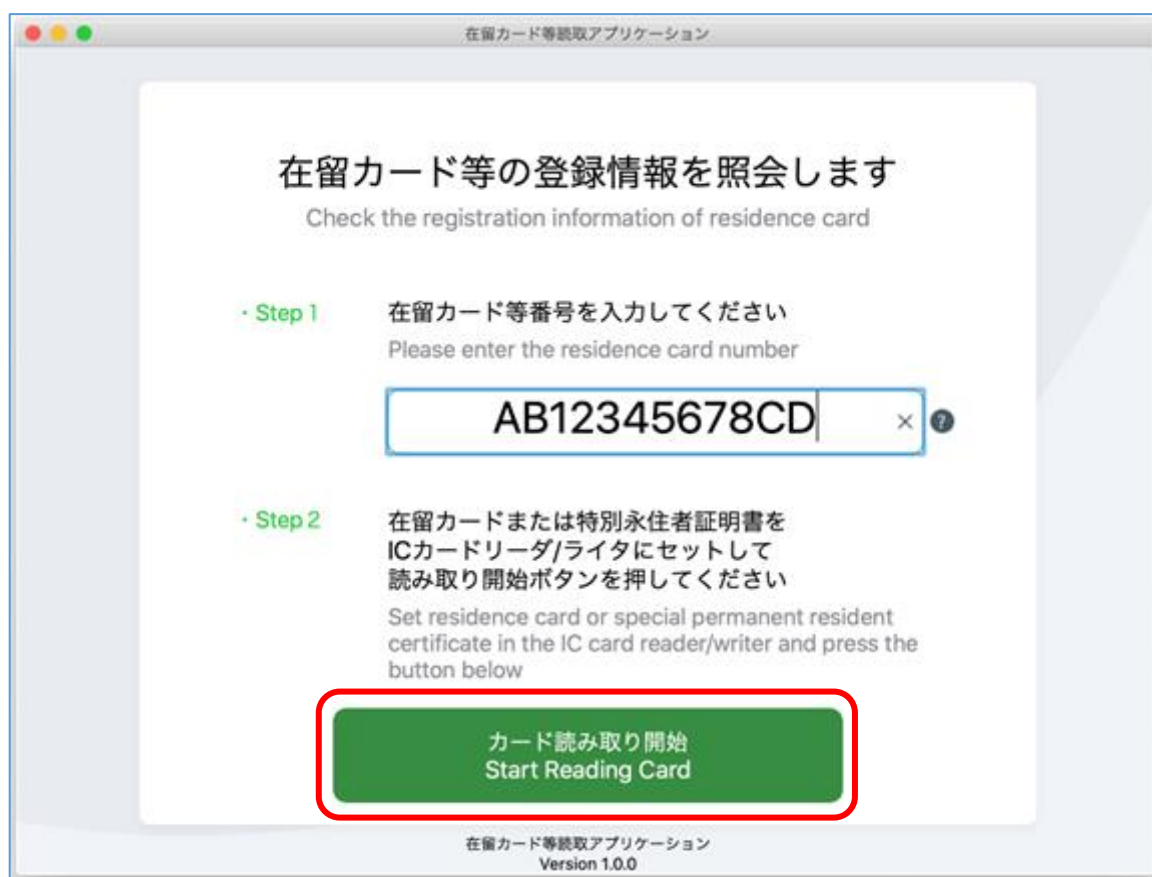 在留カード等読取アプリケーション
在留カード等の登録情報を照会します
Check the registration information of residence card
・Step 1
在留カード等番号を入力してください
Please enter the residence card number
AB12345678CD
×
?
・Step 2
在留カードまたは特別永住者証明書を
ICカードリーダ/ライタにセットして
読み取り開始ボタンを押してください
Set residence card or special permanent resident
certificate in the IC card reader/writer and press the
button below
カード読み取り開始
Start Reading Card
在留カード等読取アプリケーション
Version 1.0.0